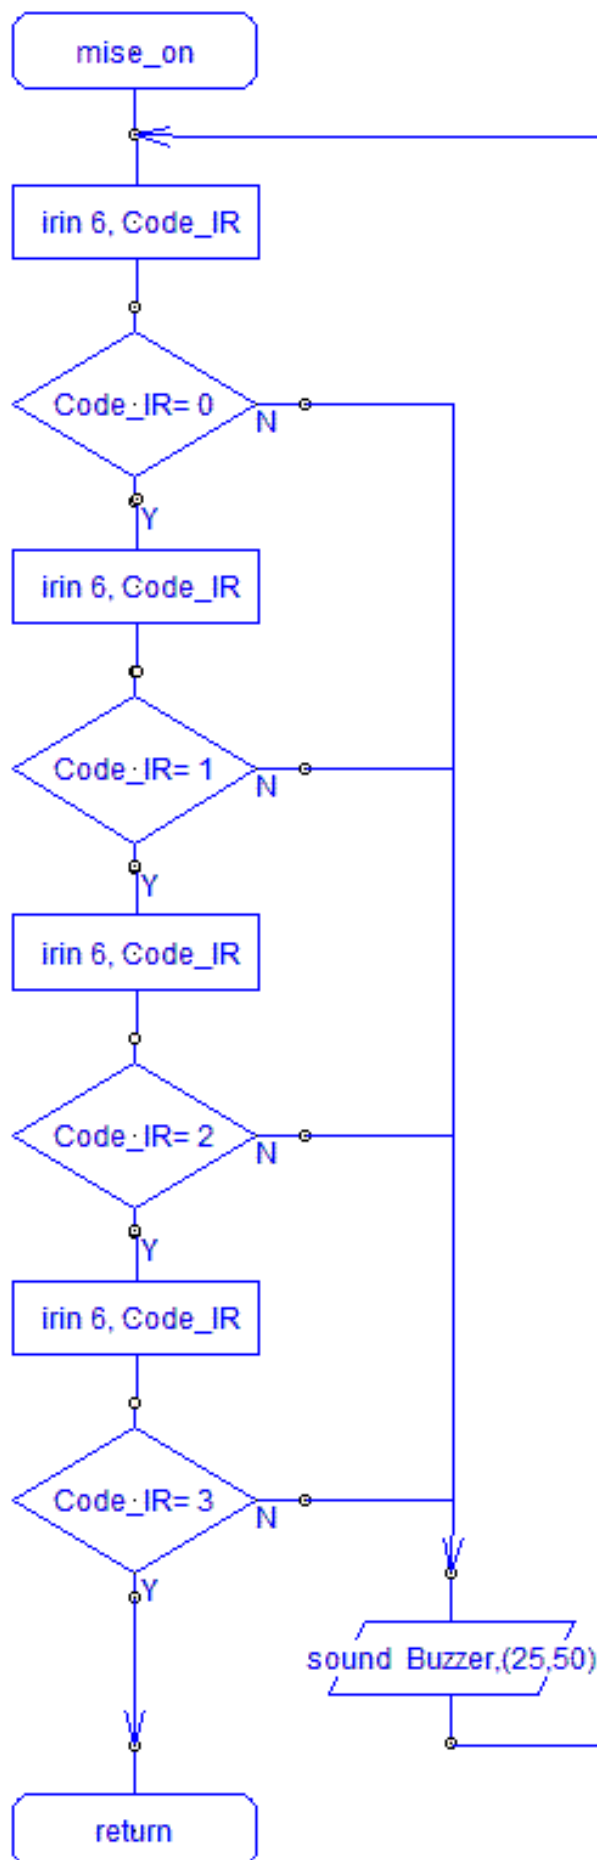 mise_on
irin 6, Code_IR
Code_IR= 0
N
Y
irin 6, Code_IR
Code_IR= 1
N
Y
irin 6, Code_IR
Code_IR= 2
N
Y
irin 6, Code_IR
Code_IR= 3
N
Y
sound Buzzer,(25,50)
return